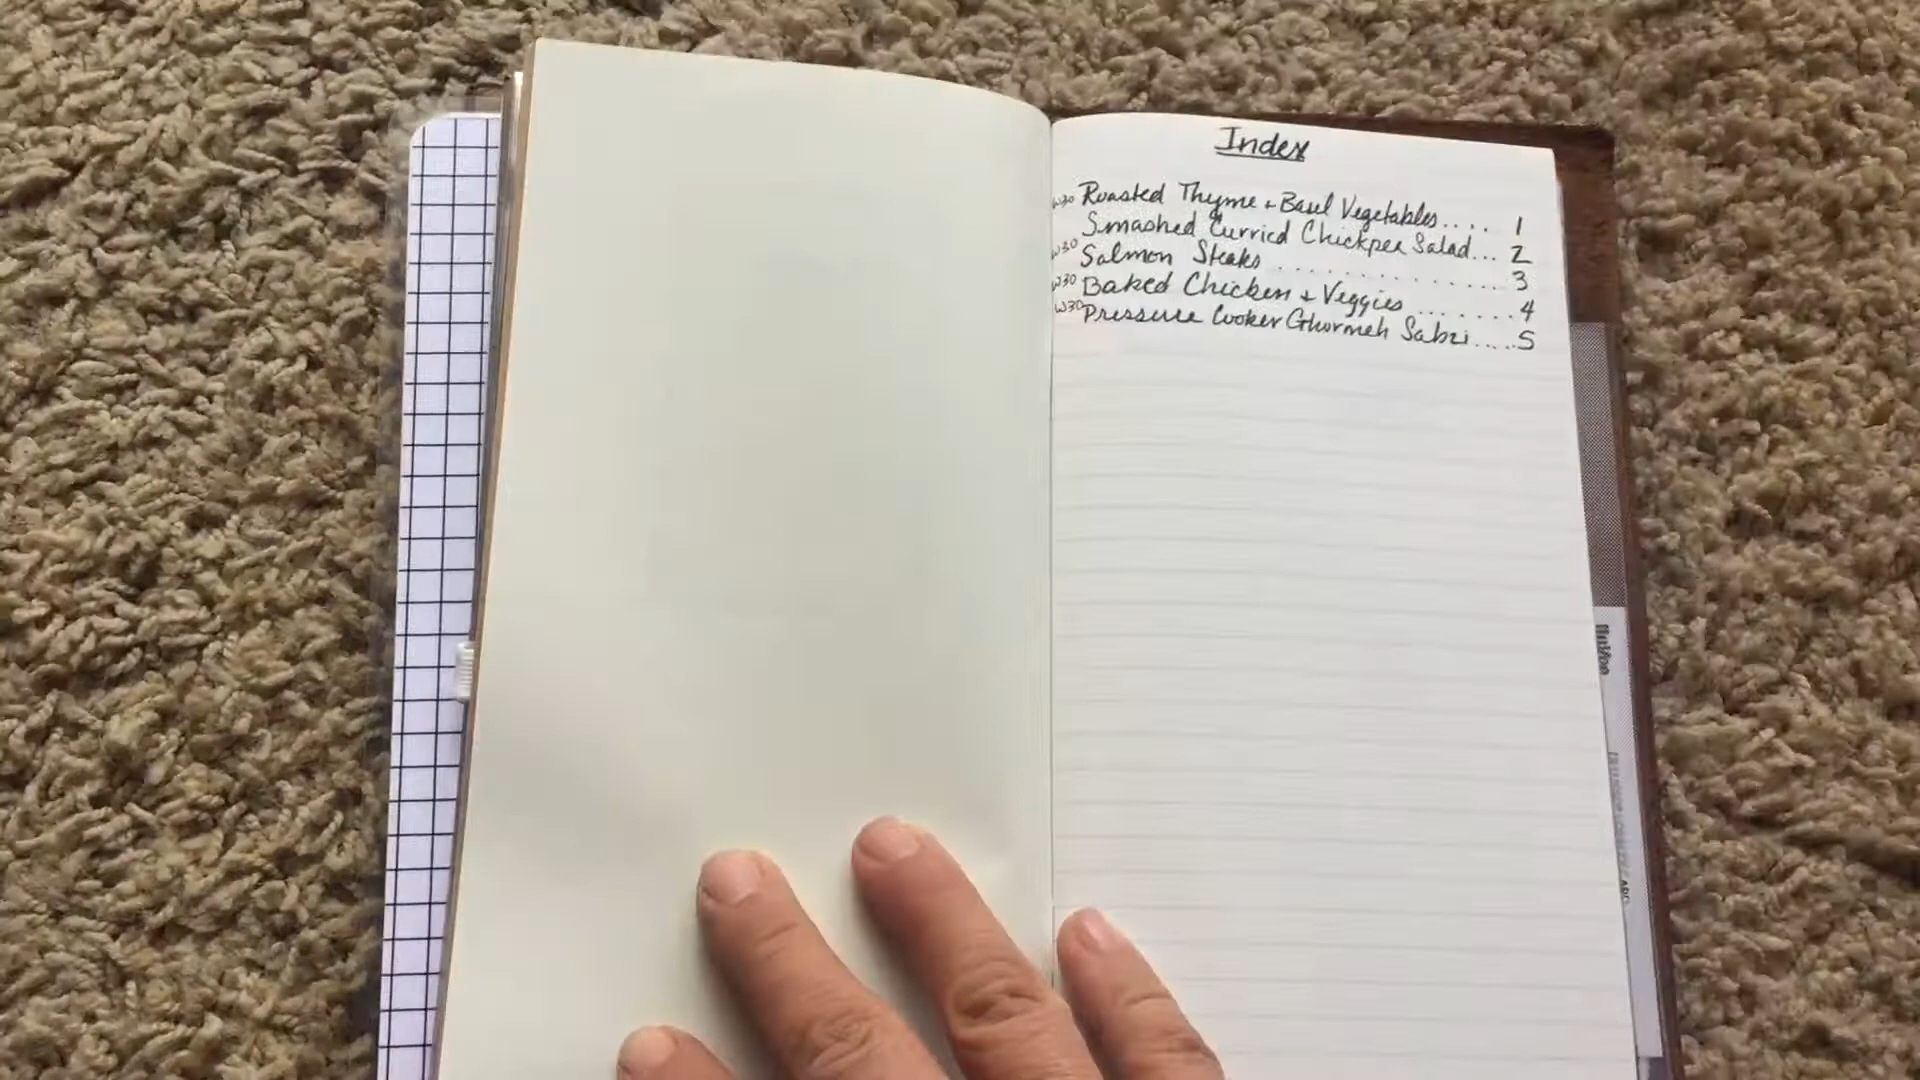 Index
W30 Roasted Thyme + Basil Vegetables.... 1
Smashed Curried Chickpea Salad... 2
W30 Salmon Steaks .............. 3
W30 Baked Chicken + Veggies .......4
W30 Pressure Cooker Ghormeh Sabzi.....5